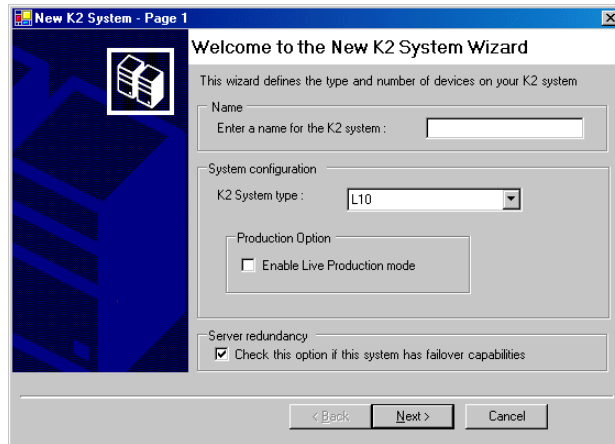 New K2 System - Page 1
Welcome to the New K2 System Wizard
This wizard defines the type and number of devices on your K2 system
Name
Enter a name for the K2 system :
System configuration
K2 System type :
L10
Production Option
Enable Live Production mode
Server redundancy
Check this option if this system has failover capabilities
< Back
Next >
Cancel